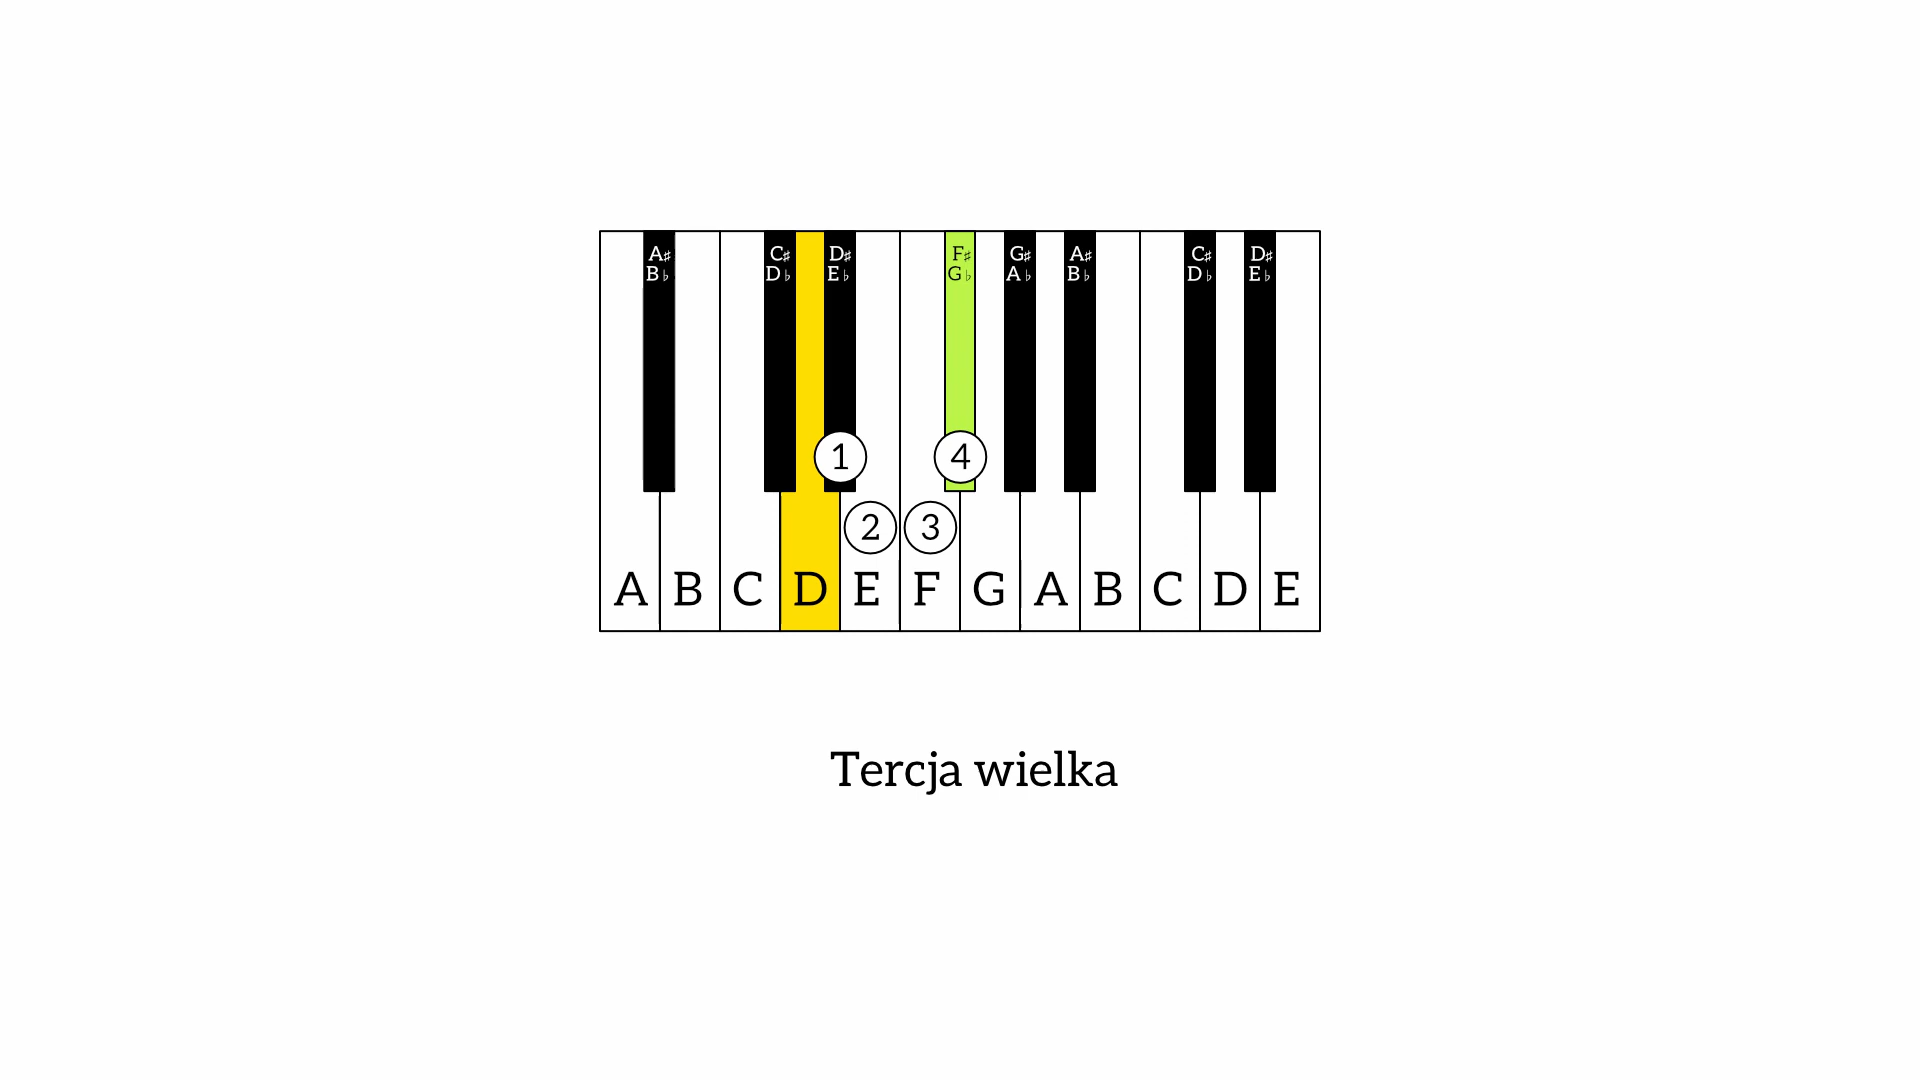 A♯ C♯ D♯ F♯ G♯ A♯ C♯ D♯
B♭ D♭ E♭ G♭ A♭ B♭ D♭ E♭
1 4
2 3
A B C D E F G A B C D E
Tercja wielka